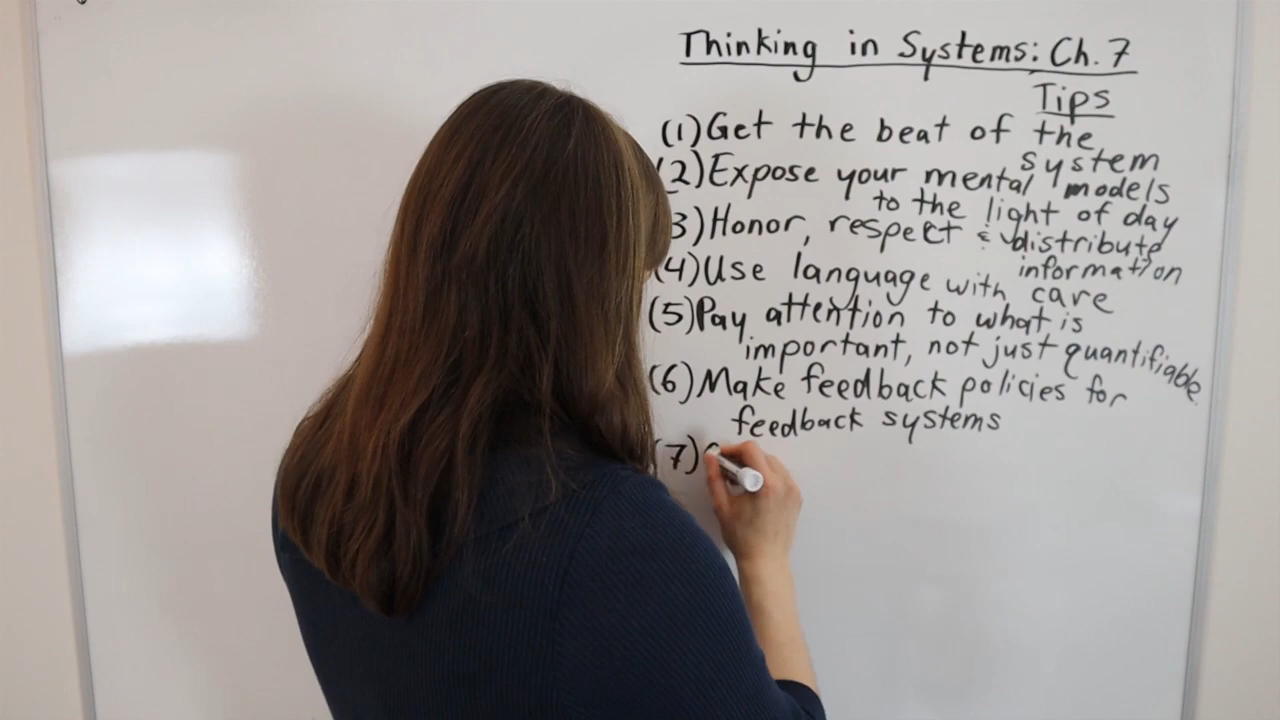 Thinking in Systems: Ch. 7
Tips
(1) Get the beat of the
system
(2) Expose your mental models
to the light of day
3) Honor, respect & distribute
information
(4) Use language with care
(5) Pay attention to what is
important, not just quantifiable.
(6) Make feedback policies for
feedback systems
(7)